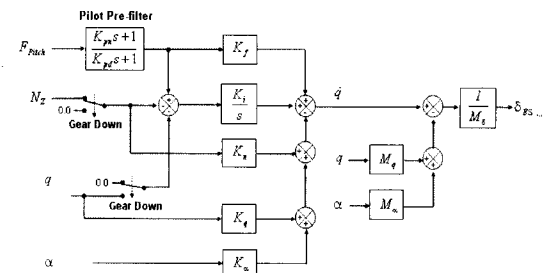 Pilot Pre-filter
F_Pitch
K_pn s + 1
K_pd s + 1
K_f
N_Z
0.0
Gear Down
K_i
s
q̇
1
M_δ
K_n
q
0.0
Gear Down
K_q
q
M_q
α
M_α
α
K_α